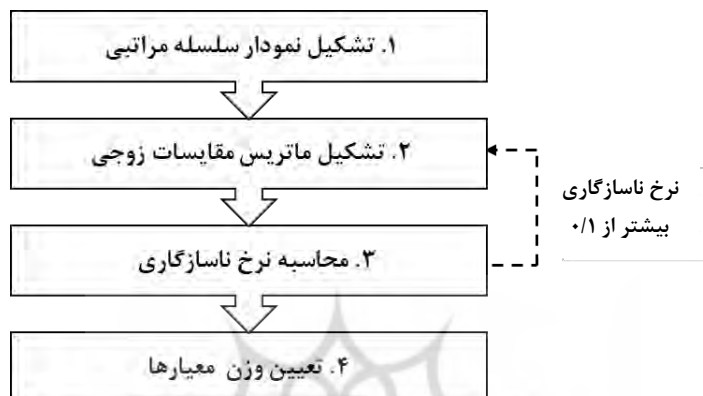 ۱. تشکیل نمودار سلسله مراتبی
۲. تشکیل ماتریس مقایسات زوجی
نرخ ناسازگاری
بیشتر از ۰/۱
۳. محاسبه نرخ ناسازگاری
۴. تعیین وزن معیارها